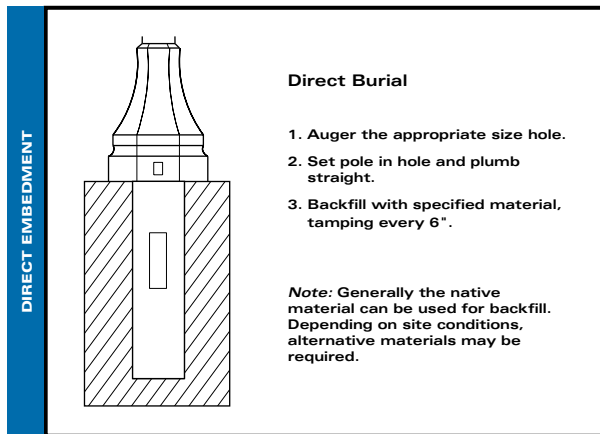 DIRECT EMBEDMENT
Direct Burial
1. Auger the appropriate size hole.
2. Set pole in hole and plumb
straight.
3. Backfill with specified material,
tamping every 6".
Note: Generally the native
material can be used for backfill.
Depending on site conditions,
alternative materials may be
required.